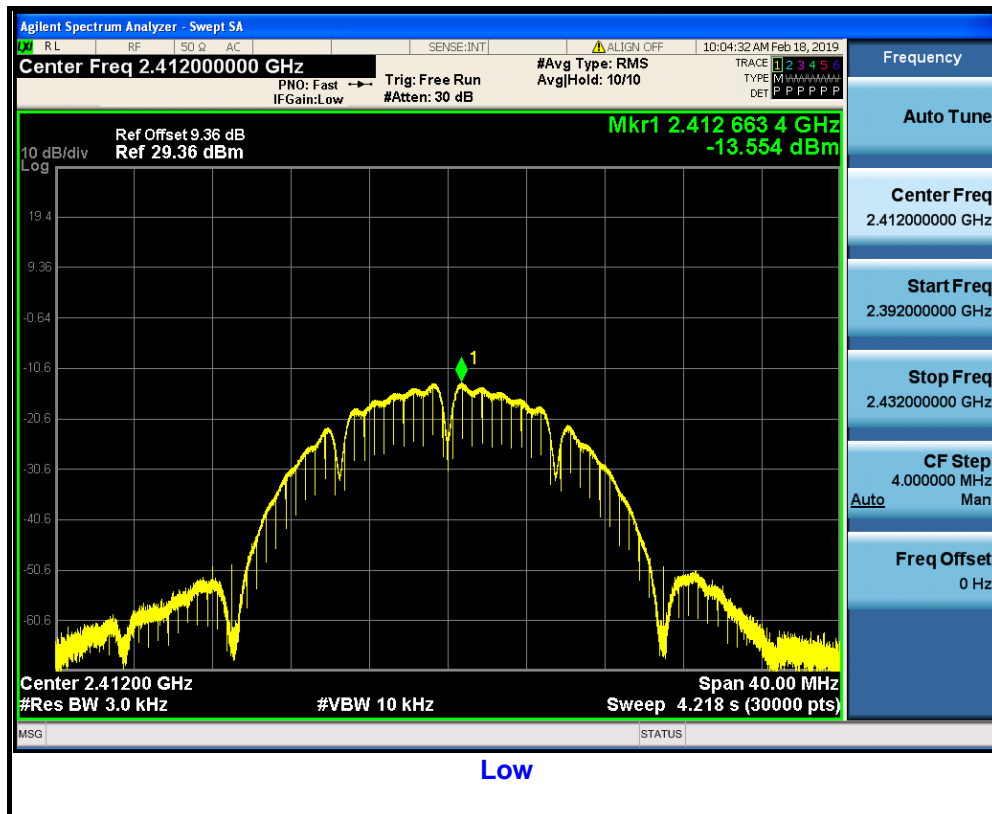 Agilent Spectrum Analyzer - Swept SA
LXI RL RF 50 Ω AC SENSE:INT ALIGN OFF 10:04:32 AM Feb 18, 2019
Center Freq 2.412000000 GHz
PNO: Fast
IFGain:Low
Trig: Free Run
#Atten: 30 dB
#Avg Type: RMS
Avg|Hold: 10/10
TRACE 1 2 3 4 5 6
TYPE M
DET P P P P P P
Ref Offset 9.36 dB
10 dB/div Ref 29.36 dBm
Log
Mkr1 2.412 663 4 GHz
-13.554 dBm
19.4
9.36
-0.64
-10.6
-20.6
-30.6
-40.6
-50.6
-60.6
1
Center 2.41200 GHz Span 40.00 MHz
#Res BW 3.0 kHz #VBW 10 kHz Sweep 4.218 s (30000 pts)
MSG STATUS
Frequency
Auto Tune
Center Freq
2.412000000 GHz
Start Freq
2.392000000 GHz
Stop Freq
2.432000000 GHz
CF Step
4.000000 MHz
Auto Man
Freq Offset
0 Hz
Low